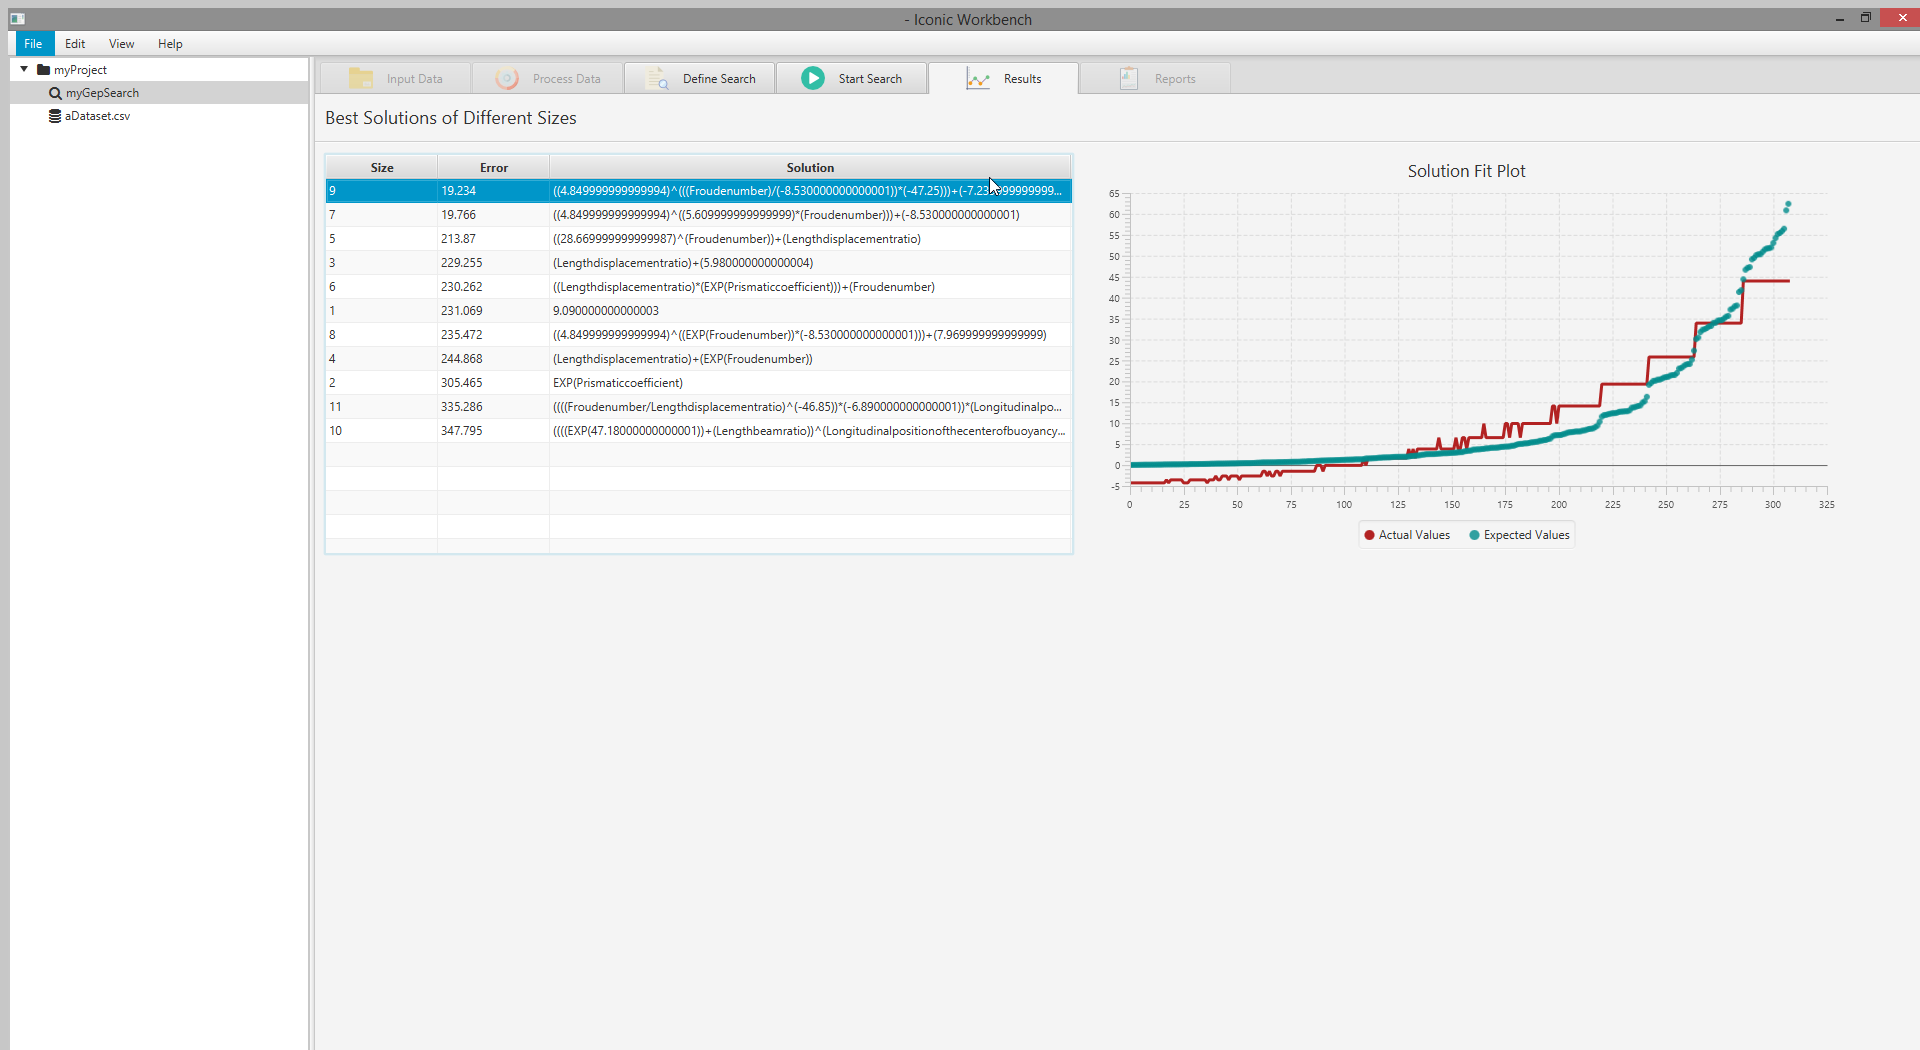 - Iconic Workbench
File Edit View Help
myProject
myGepSearch
aDataset.csv
Input Data Process Data Define Search Start Search Results Reports
Best Solutions of Different Sizes
Size Error Solution
9 19.234 ((4.849999999999994)^(((Froudenumber)/(-8.530000000000001))*(-47.25)))+(-7.23 99999999...
7 19.766 ((4.849999999999994)^((5.609999999999999)*(Froudenumber)))+(-8.530000000000001)
5 213.87 ((28.669999999999987)^(Froudenumber))+(Lengthdisplacementratio)
3 229.255 (Lengthdisplacementratio)+(5.980000000000004)
6 230.262 ((Lengthdisplacementratio)*(EXP(Prismaticcoefficient)))+(Froudenumber)
1 231.069 9.090000000000003
8 235.472 ((4.849999999999994)^((EXP(Froudenumber))*(-8.530000000000001)))+(7.969999999999999)
4 244.868 (Lengthdisplacementratio)+(EXP(Froudenumber))
2 305.465 EXP(Prismaticcoefficient)
11 335.286 ((((Froudenumber/Lengthdisplacementratio)^(-46.85))*(-6.890000000000001))*(Longitudinalpo...
10 347.795 ((((EXP(47.18000000000001))+(Lengthbeamratio))^(Longitudinalpositionofthecenterofbuoyancy...
Solution Fit Plot
65
60
55
50
45
40
35
30
25
20
15
10
5
0
-5
0 25 50 75 100 125 150 175 200 225 250 275 300 325
Actual Values Expected Values